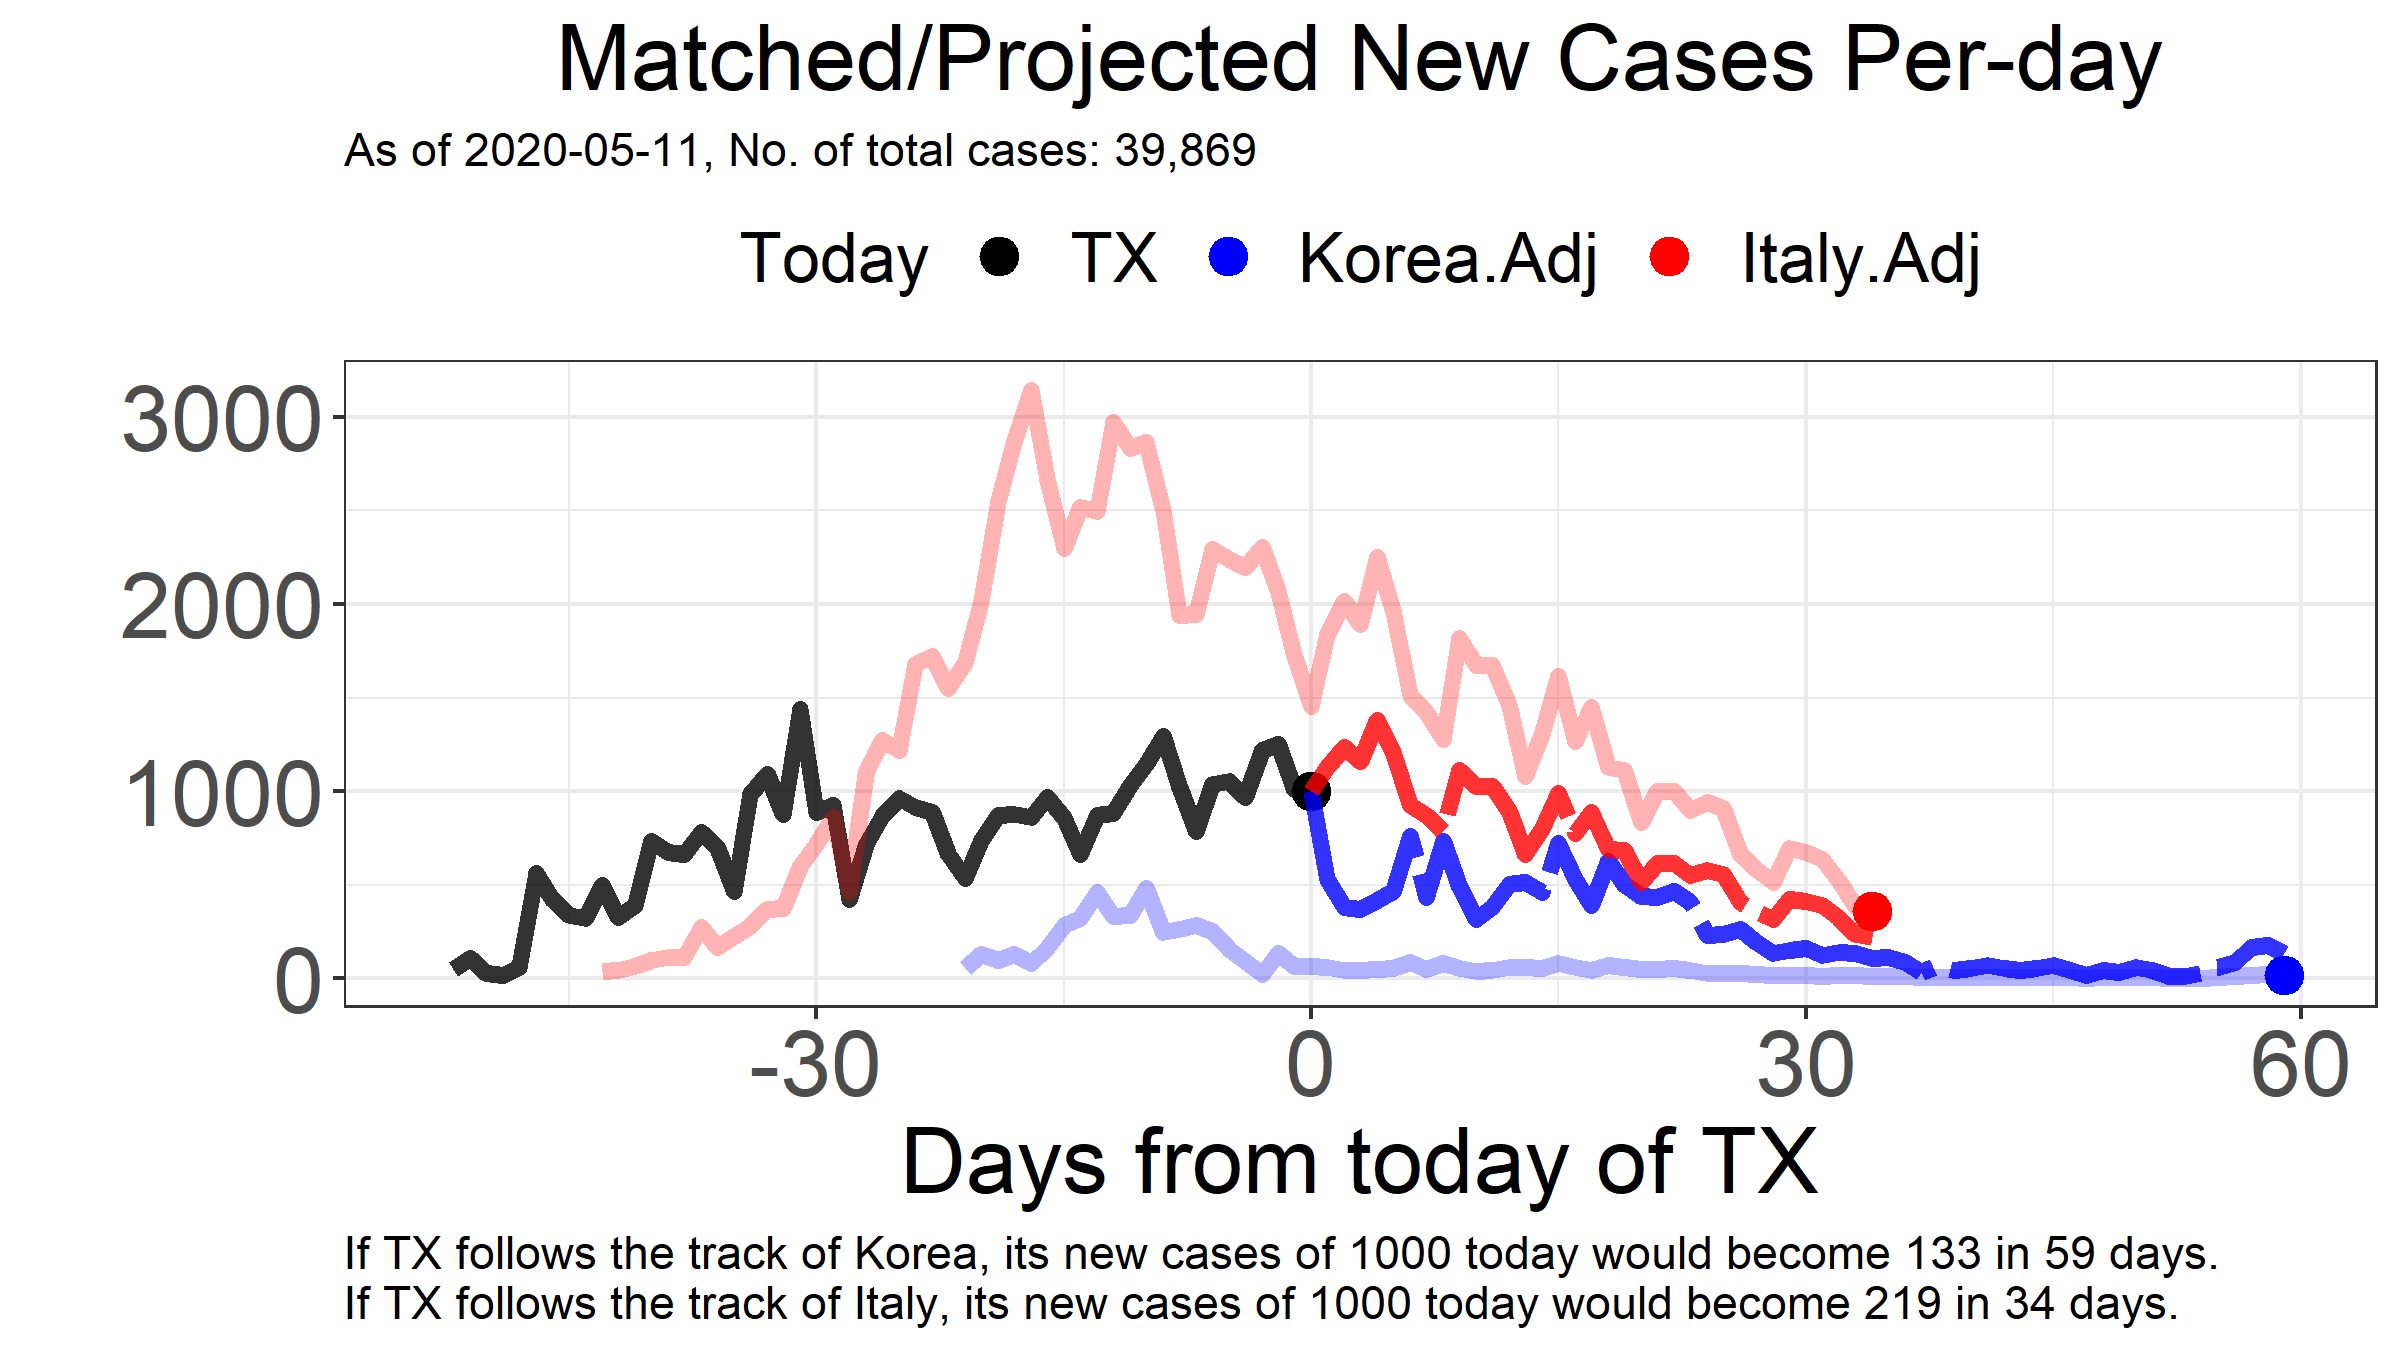 Matched/Projected New Cases Per-day
As of 2020-05-11, No. of total cases: 39,869
Today TX Korea.Adj Italy.Adj
3000
2000
1000
0
-30 0 30 60
Days from today of TX
If TX follows the track of Korea, its new cases of 1000 today would become 133 in 59 days.
If TX follows the track of Italy, its new cases of 1000 today would become 219 in 34 days.